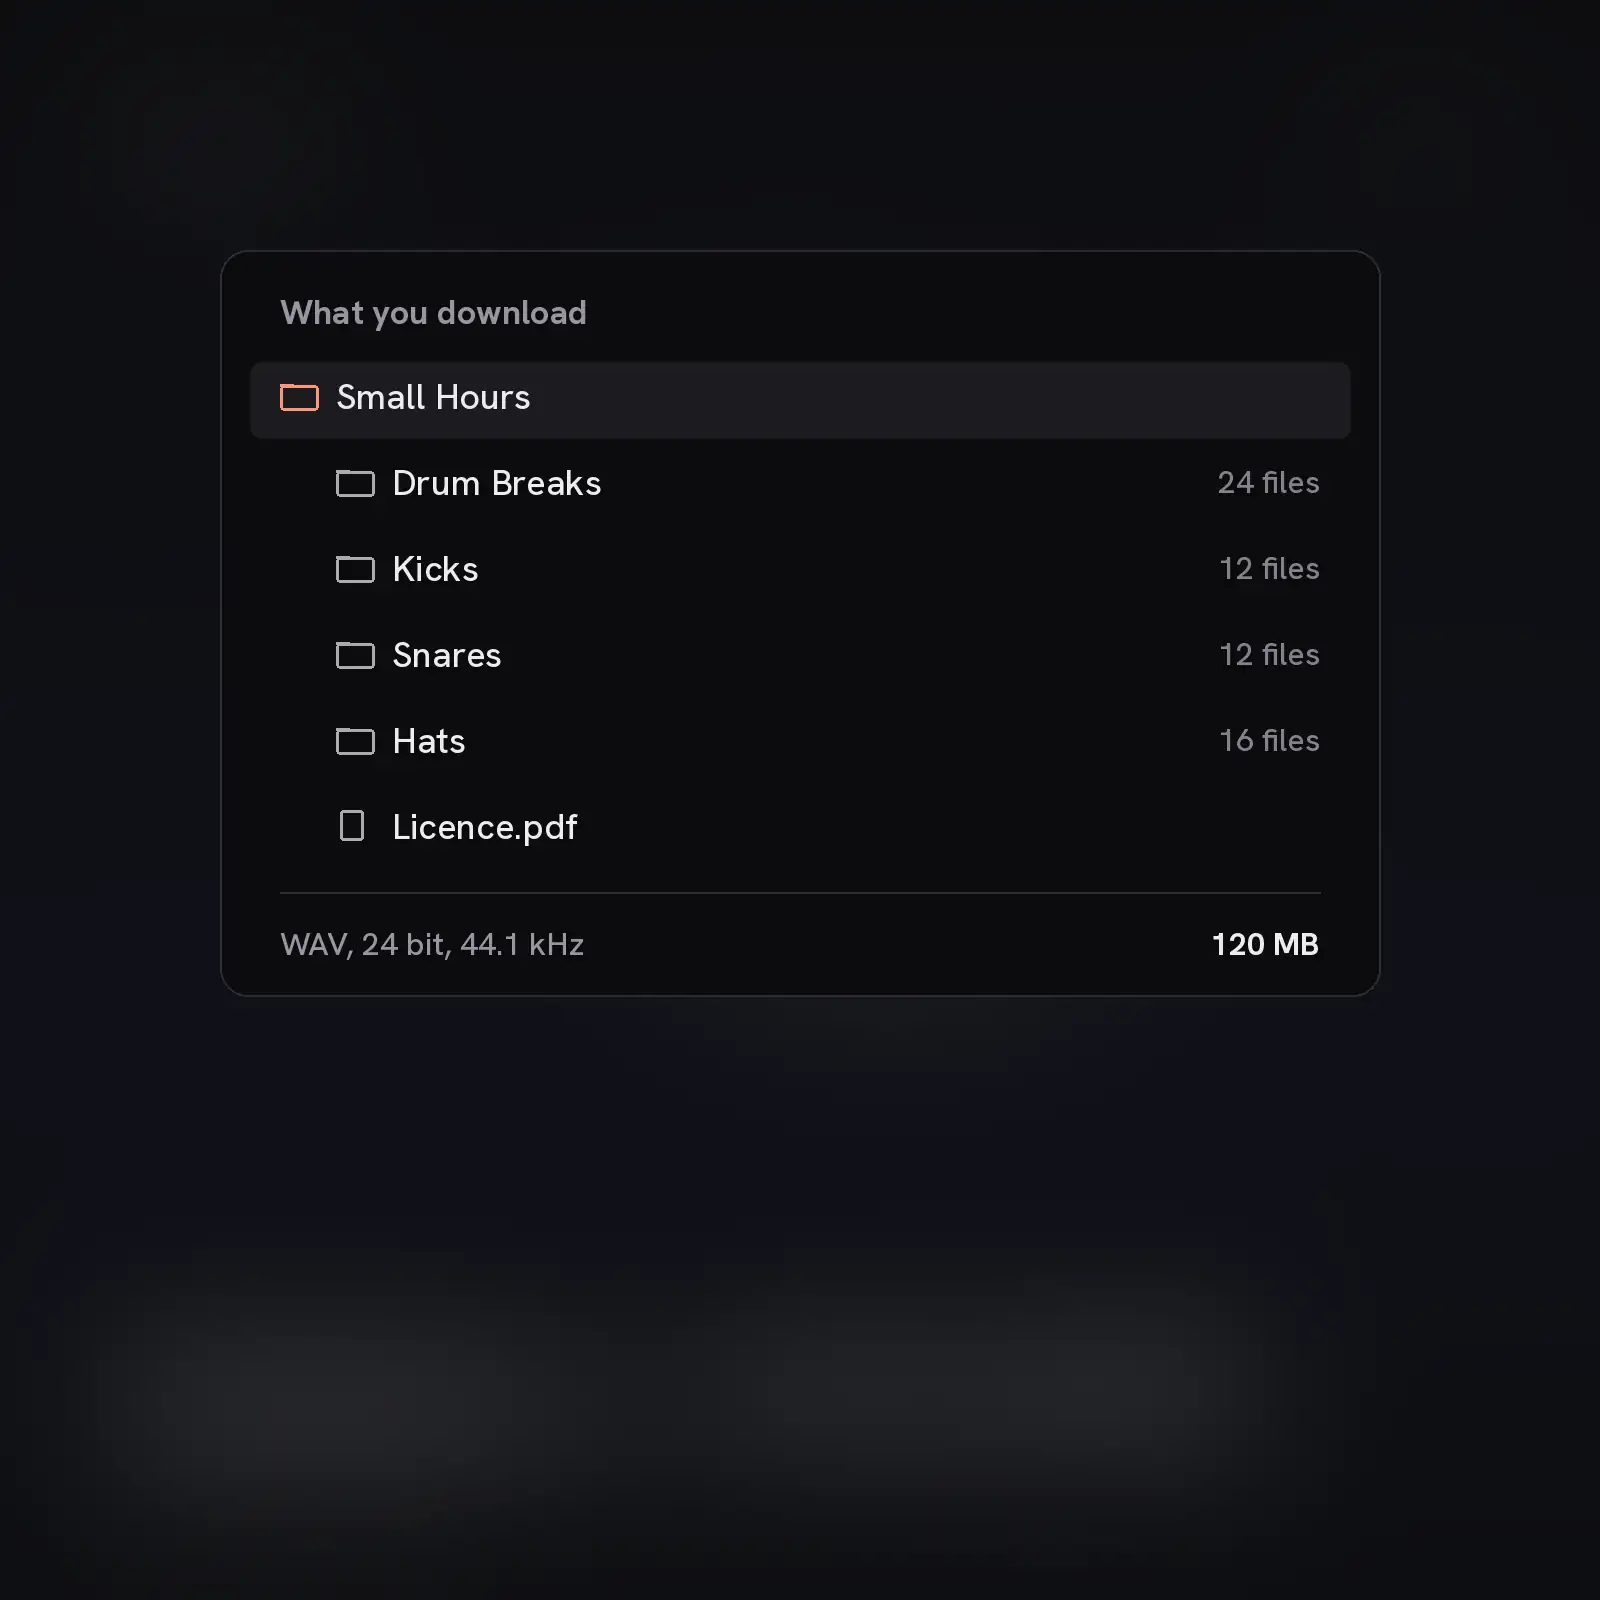 What you download
Small Hours
Drum Breaks 24 files
Kicks 12 files
Snares 12 files
Hats 16 files
Licence.pdf
WAV, 24 bit, 44.1 kHz 120 MB